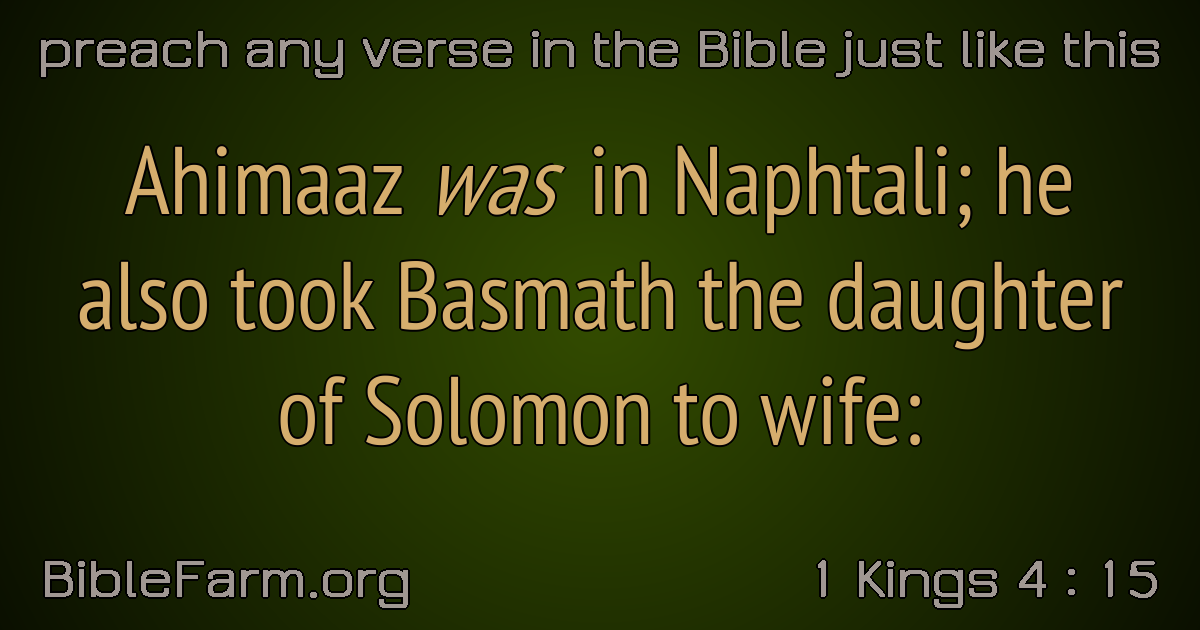 preach any verse in the Bible just like this
Ahimaaz was in Naphtali; he
also took Basmath the daughter
of Solomon to wife:
BibleFarm.org
1 Kings 4 : 15